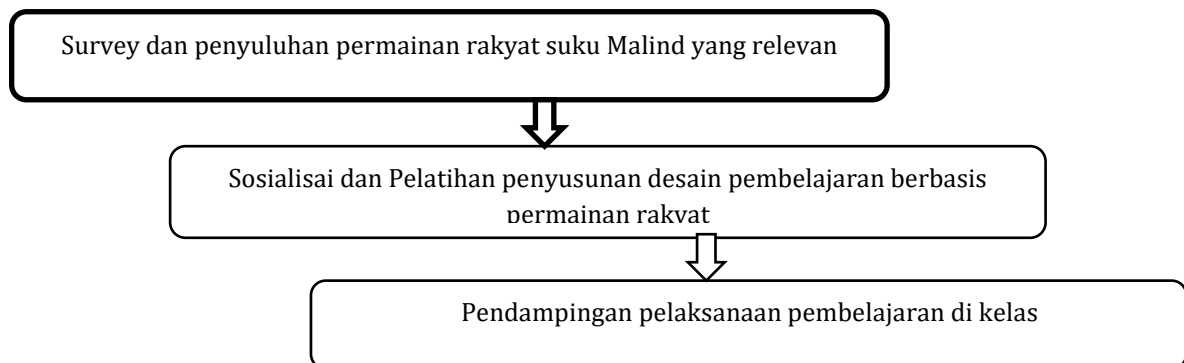 Survey dan penyuluhan permainan rakyat suku Malind yang relevan
Sosialisai dan Pelatihan penyusunan desain pembelajaran berbasis
permainan rakyat
Pendampingan pelaksanaan pembelajaran di kelas